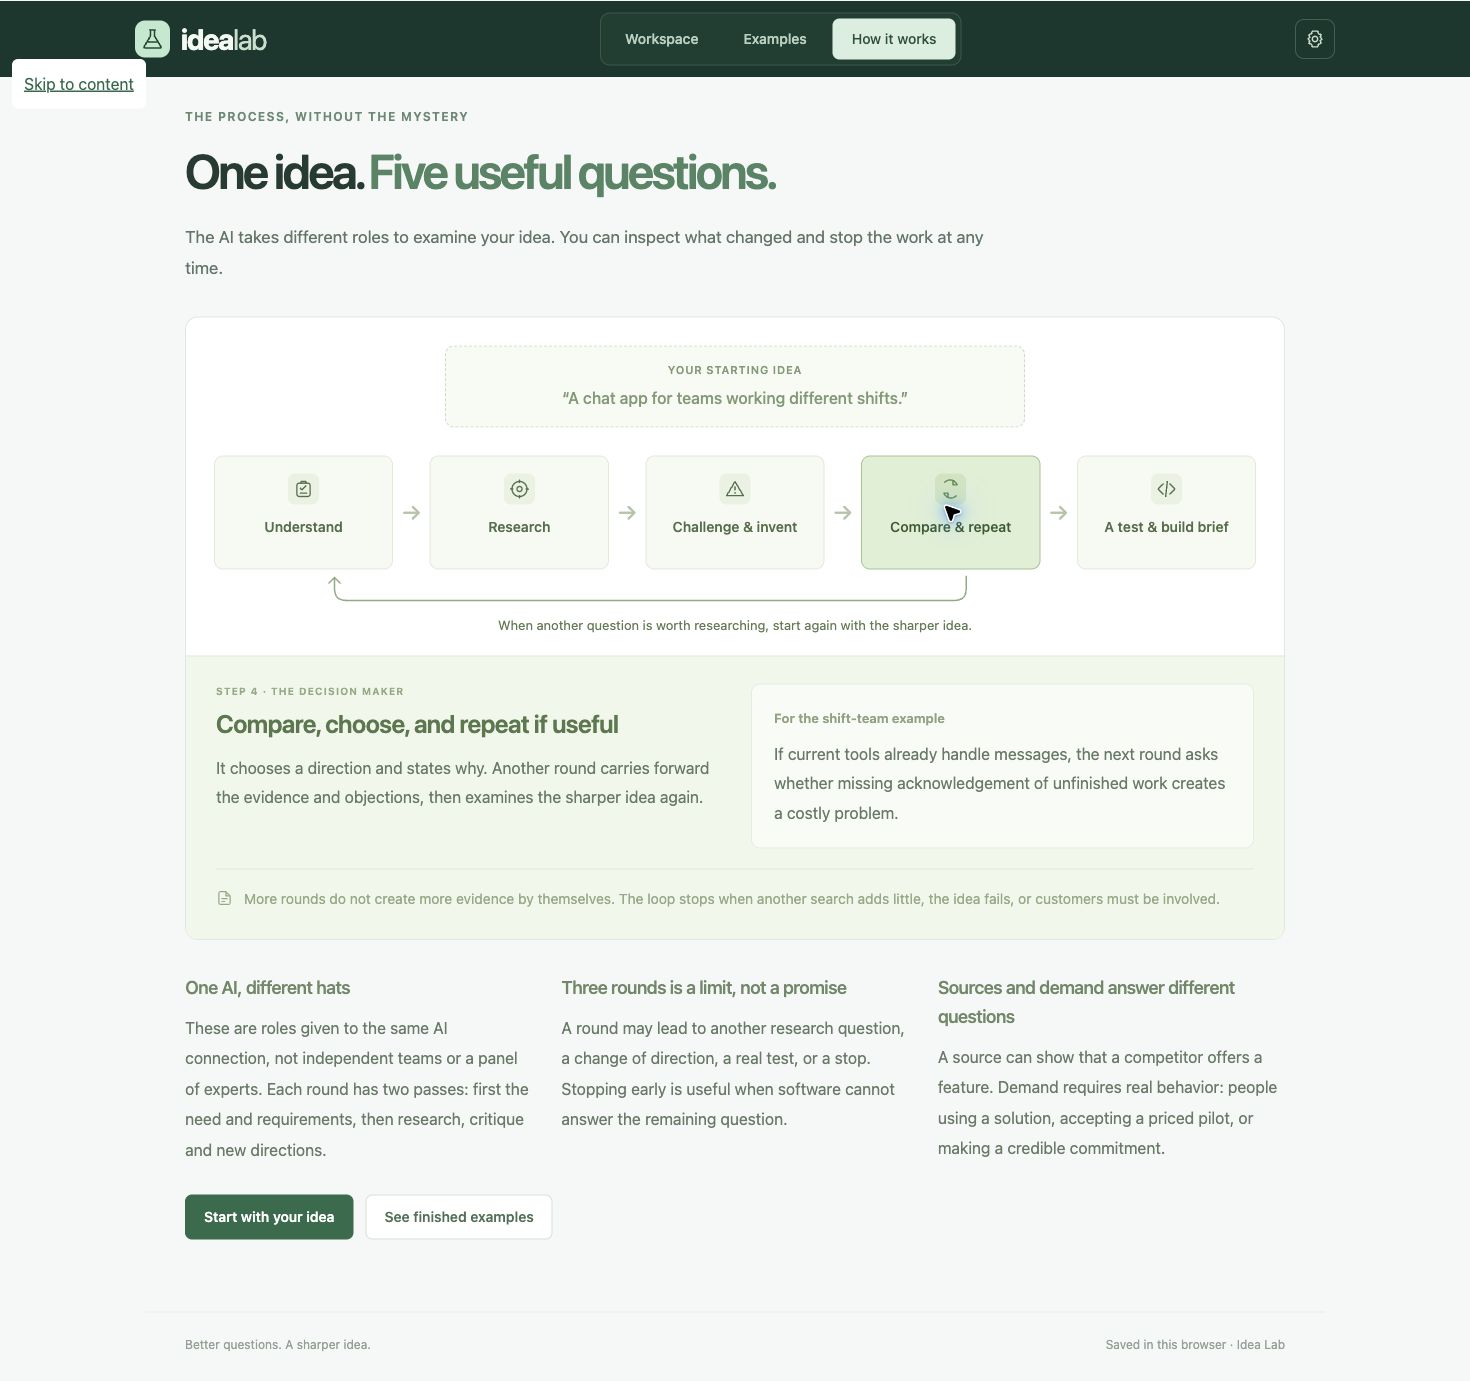 idealab
Workspace
Examples
How it works
Skip to content
THE PROCESS, WITHOUT THE MYSTERY
One idea. Five useful questions.
The AI takes different roles to examine your idea. You can inspect what changed and stop the work at any
time.
YOUR STARTING IDEA
“A chat app for teams working different shifts.”
Understand
Research
Challenge & invent
Compare & repeat
A test & build brief
When another question is worth researching, start again with the sharper idea.
STEP 4 · THE DECISION MAKER
Compare, choose, and repeat if useful
It chooses a direction and states why. Another round carries forward
the evidence and objections, then examines the sharper idea again.
For the shift-team example
If current tools already handle messages, the next round asks
whether missing acknowledgement of unfinished work creates
a costly problem.
More rounds do not create more evidence by themselves. The loop stops when another search adds little, the idea fails, or customers must be involved.
One AI, different hats
These are roles given to the same AI
connection, not independent teams or a panel
of experts. Each round has two passes: first the
need and requirements, then research, critique
and new directions.
Three rounds is a limit, not a promise
A round may lead to another research question,
a change of direction, a real test, or a stop.
Stopping early is useful when software cannot
answer the remaining question.
Sources and demand answer different
questions
A source can show that a competitor offers a
feature. Demand requires real behavior: people
using a solution, accepting a priced pilot, or
making a credible commitment.
Start with your idea
See finished examples
Better questions. A sharper idea.
Saved in this browser · Idea Lab